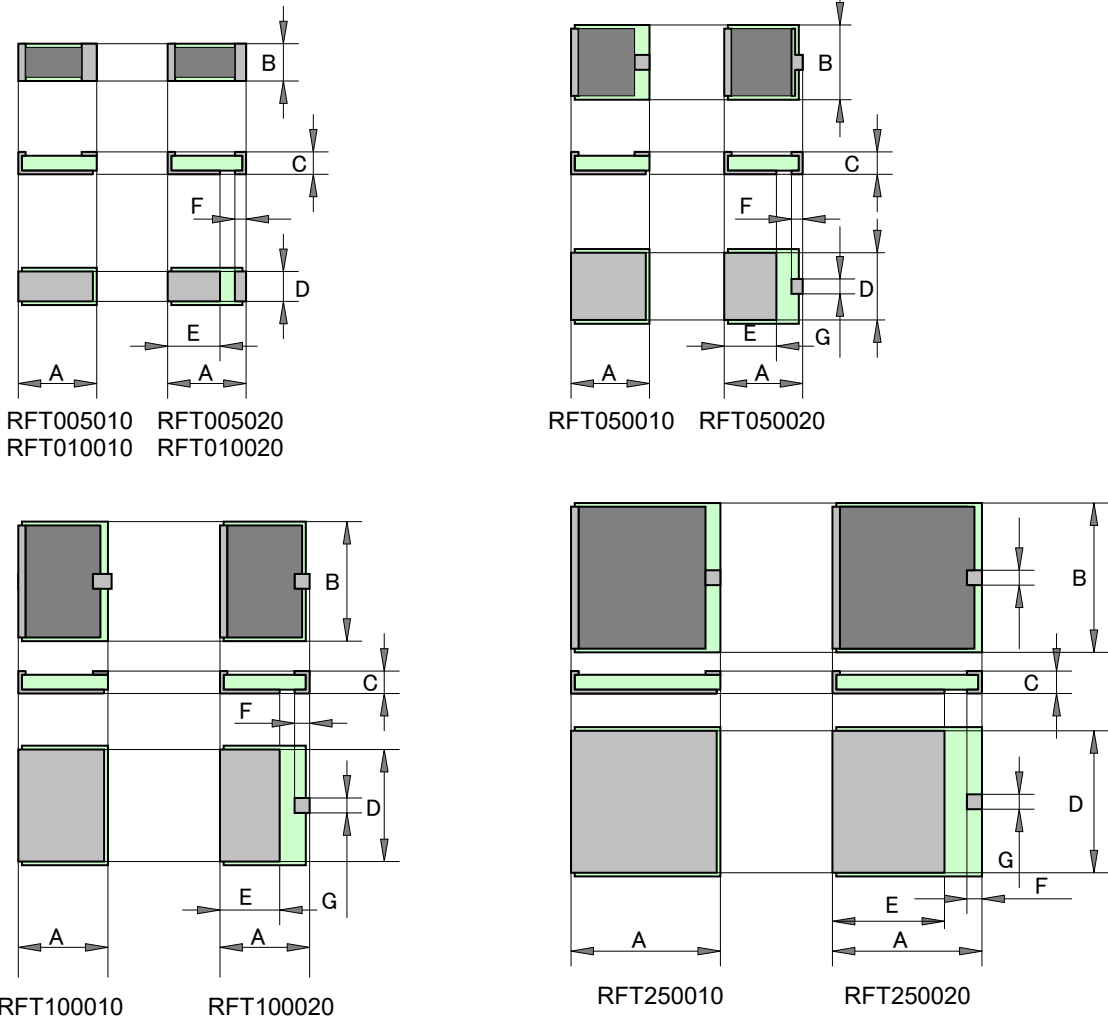 B
C
F
D
E
A
A
RFT005010 RFT005020
RFT010010 RFT010020
B
C
F
D
E
G
A
A
RFT050010 RFT050020
B
C
F
D
E
G
A
A
RFT100010 RFT100020
B
C
D
G
F
E
A
A
RFT250010 RFT250020